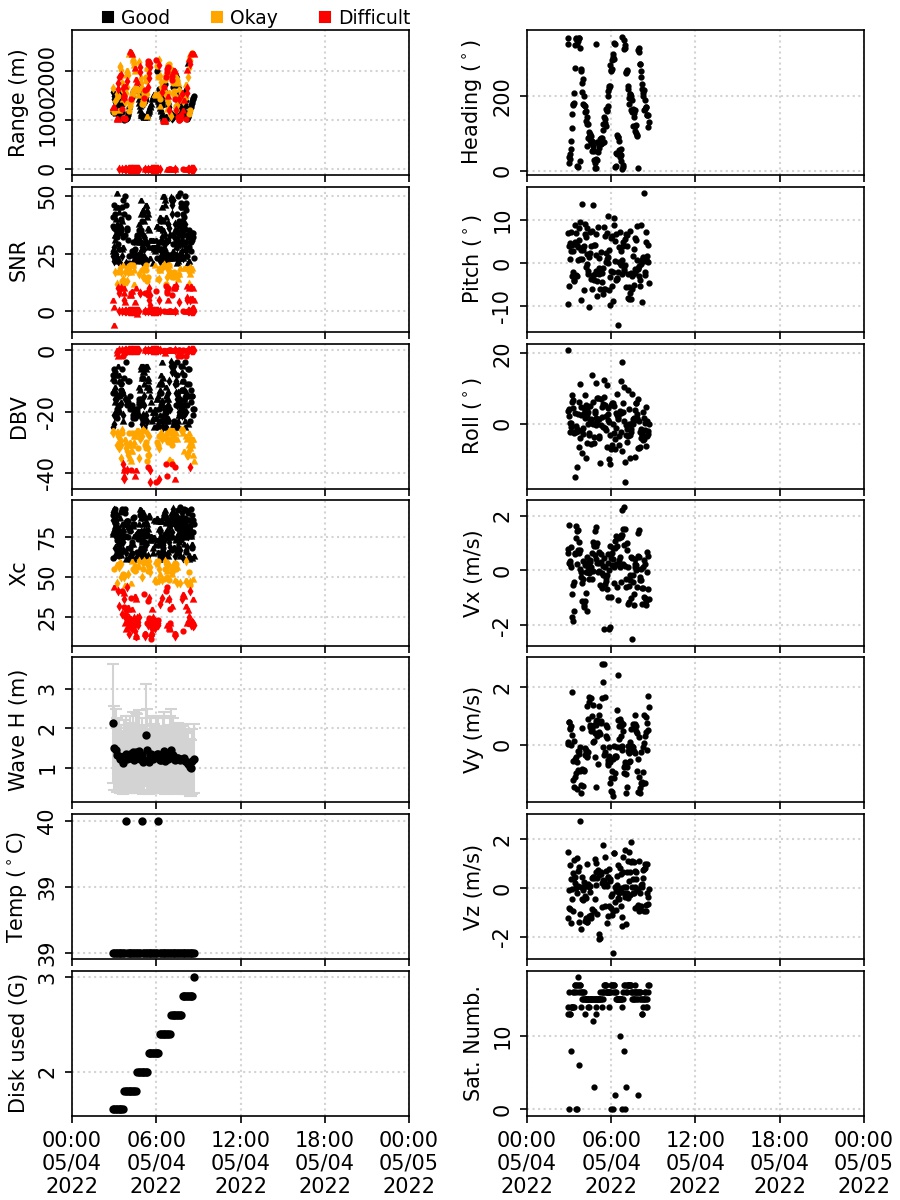 Good Okay Difficult
Range (m)
2000
1000
0
Heading (°)
200
0
SNR
50
25
0
Pitch (°)
10
0
-10
DBV
0
-20
-40
Roll (°)
20
0
Xc
75
50
25
Vx (m/s)
2
0
-2
Wave H (m)
3
2
1
Vy (m/s)
2
0
Temp (°C)
40
39
39
Vz (m/s)
2
0
-2
Disk used (G)
3
2
Sat. Numb.
10
0
00:00 06:00 12:00 18:00 00:00
05/04 05/04 05/04 05/04 05/05
2022 2022 2022 2022 2022
00:00 06:00 12:00 18:00 00:00
05/04 05/04 05/04 05/04 05/05
2022 2022 2022 2022 2022